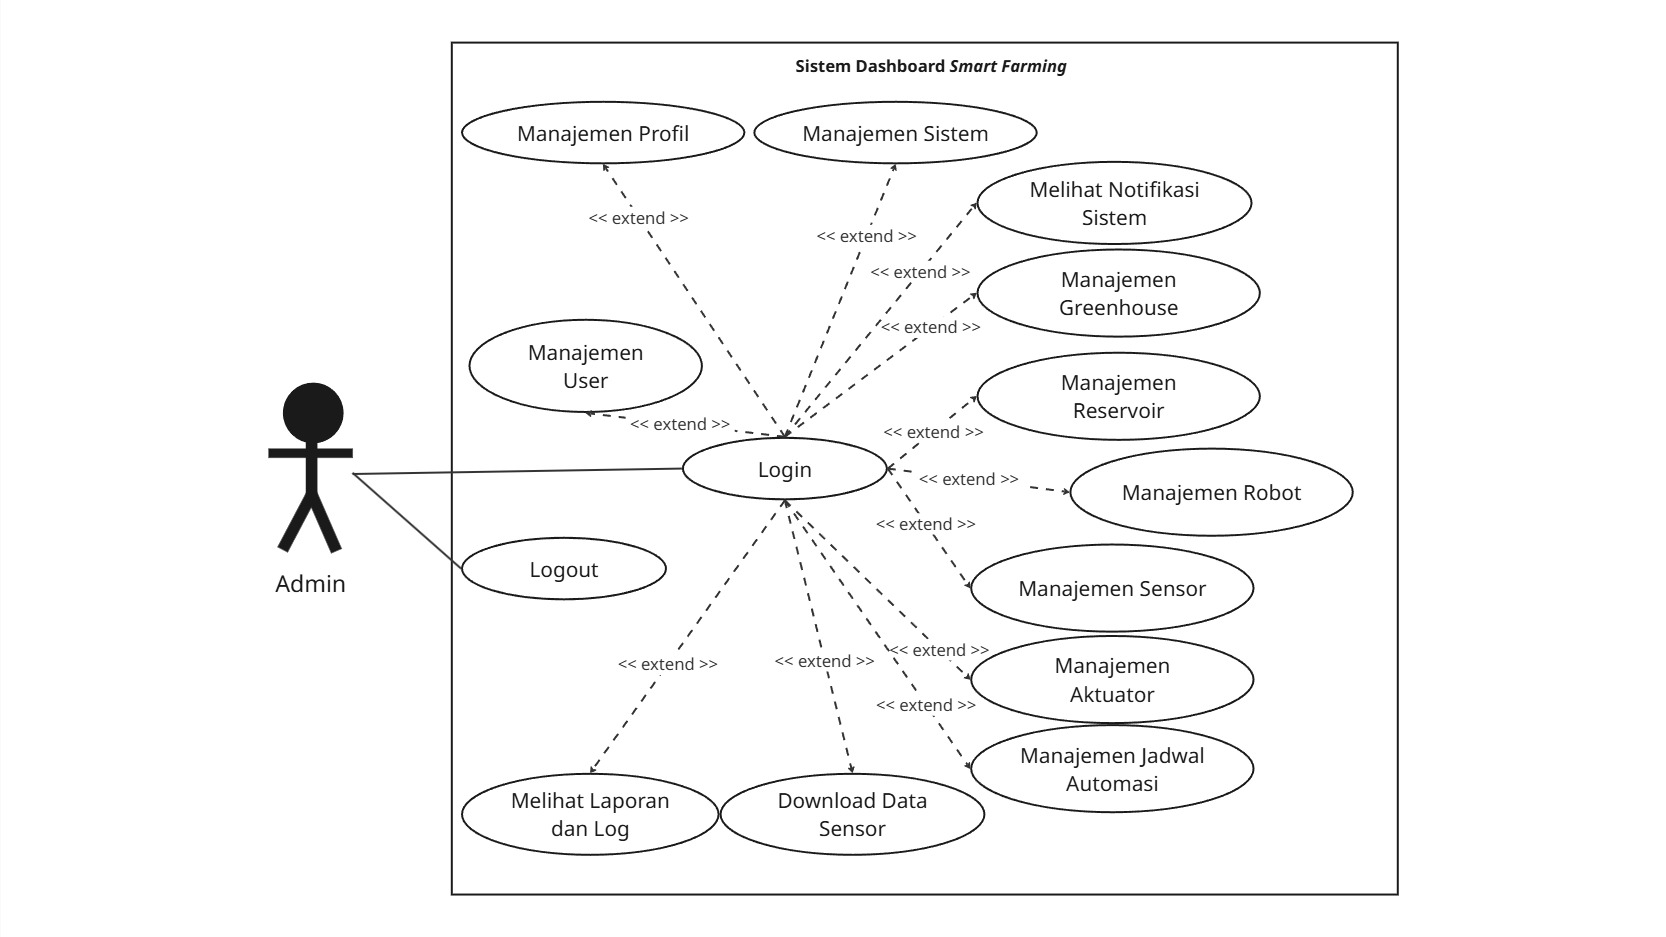 Sistem Dashboard Smart Farming
Manajemen Profil
Manajemen Sistem
Melihat Notifikasi
Sistem
<< extend >>
<< extend >>
<< extend >>
Manajemen
Greenhouse
<< extend >>
Manajemen
User
Manajemen
Reservoir
<< extend >>
<< extend >>
Login
<< extend >>
Manajemen Robot
<< extend >>
Logout
Admin
Manajemen Sensor
<< extend >>
<< extend >>
<< extend >>
Manajemen
Aktuator
<< extend >>
Manajemen Jadwal
Automasi
Melihat Laporan
dan Log
Download Data
Sensor